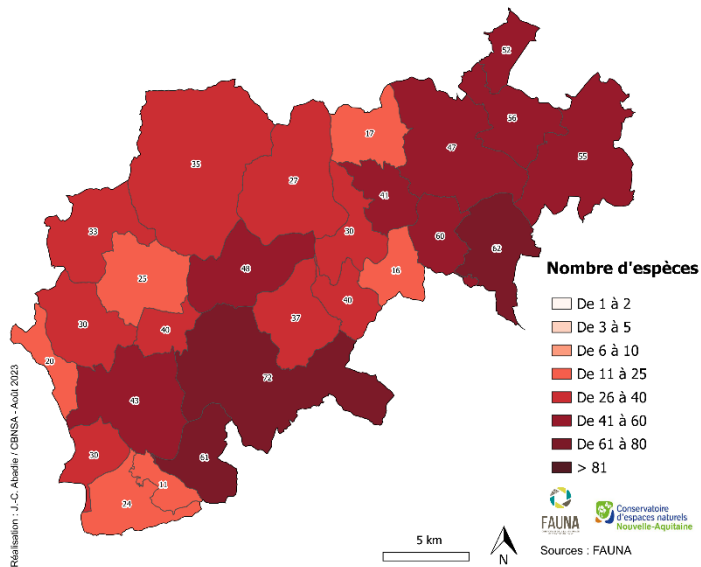 52
56
17
47
55
35
27
41
33
30
60
62
48
25
16
40
37
30
40
20
72
43
30
61
11
24
Nombre d'espèces
De 1 à 2
De 3 à 5
De 6 à 10
De 11 à 25
De 26 à 40
De 41 à 60
De 61 à 80
> 81
Réalisation : J.-C. Abadie / CBNSA - Août 2023
5 km
N
FAUNA
Conservatoire
d'espaces naturels
Nouvelle-Aquitaine
Sources : FAUNA